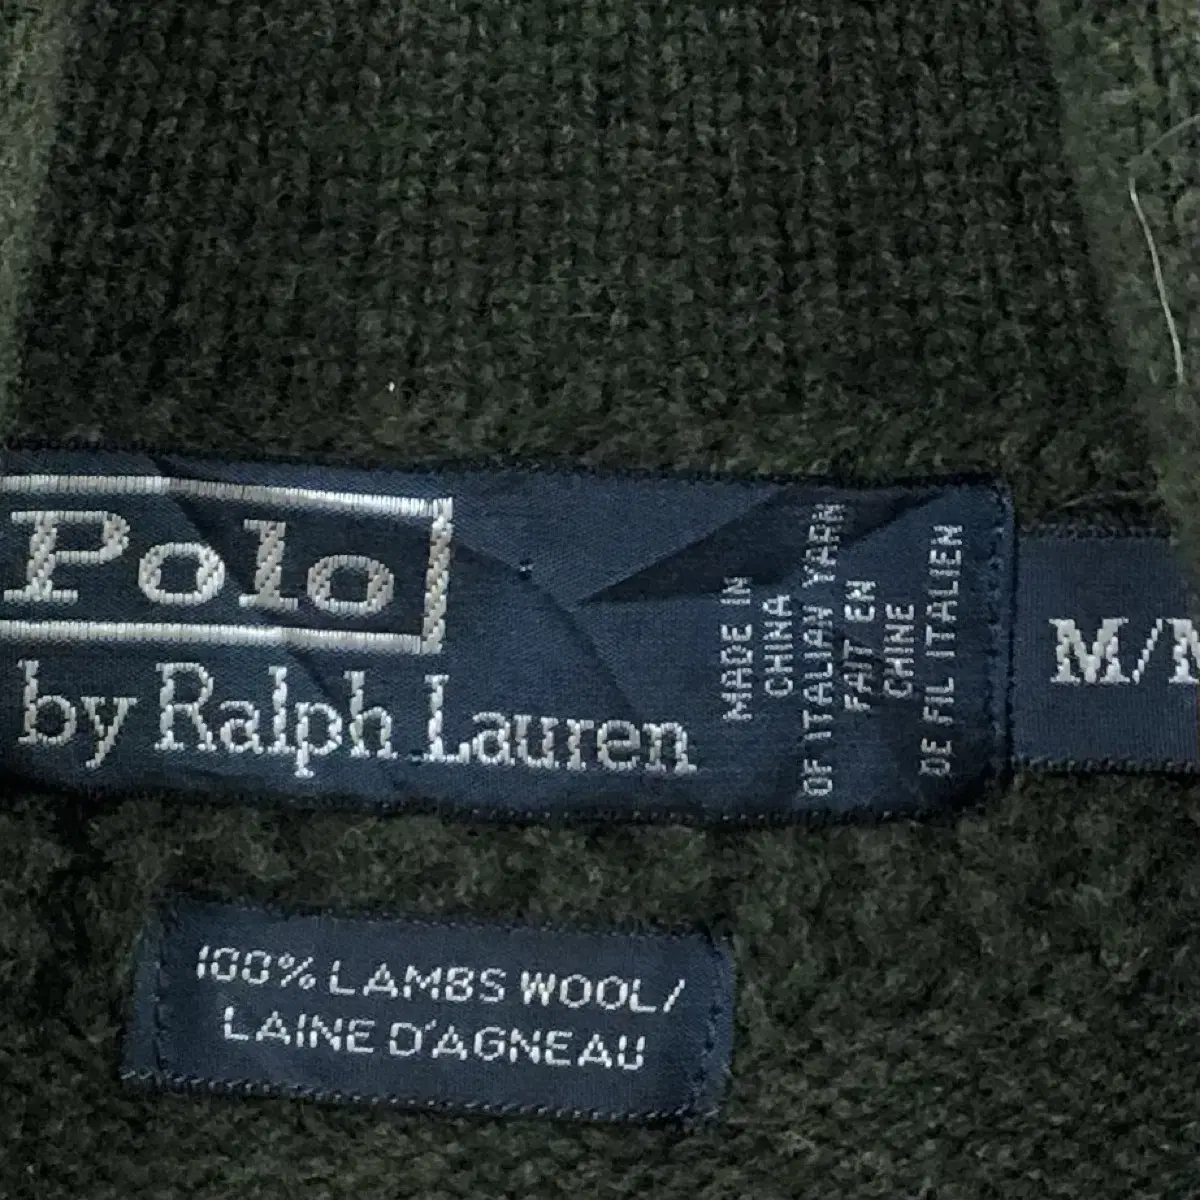 Polo
by Ralph Lauren
MADE IN
CHINA
OF ITALIAN YARN
FAIT EN
CHINE
DE FIL ITALIEN
M/M
100% LAMBS WOOL/
LAINE D'AGNEAU